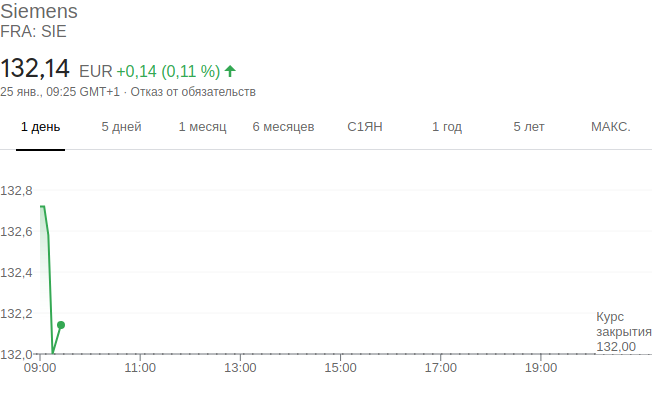 Siemens
FRA: SIE
132,14 EUR +0,14 (0,11 %)
25 янв., 09:25 GMT+1 · Отказ от обязательств
1 день 5 дней 1 месяц 6 месяцев С1ЯН 1 год 5 лет МАКС.
132,8
132,6
132,4
132,2
132,0
Курс
закрытия
132,00
09:00 11:00 13:00 15:00 17:00 19:00